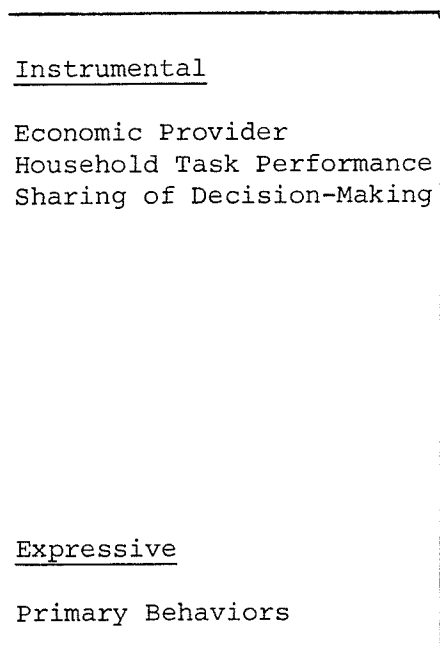 Instrumental
Economic Provider
Household Task Performance
Sharing of Decision-Making
Expressive
Primary Behaviors